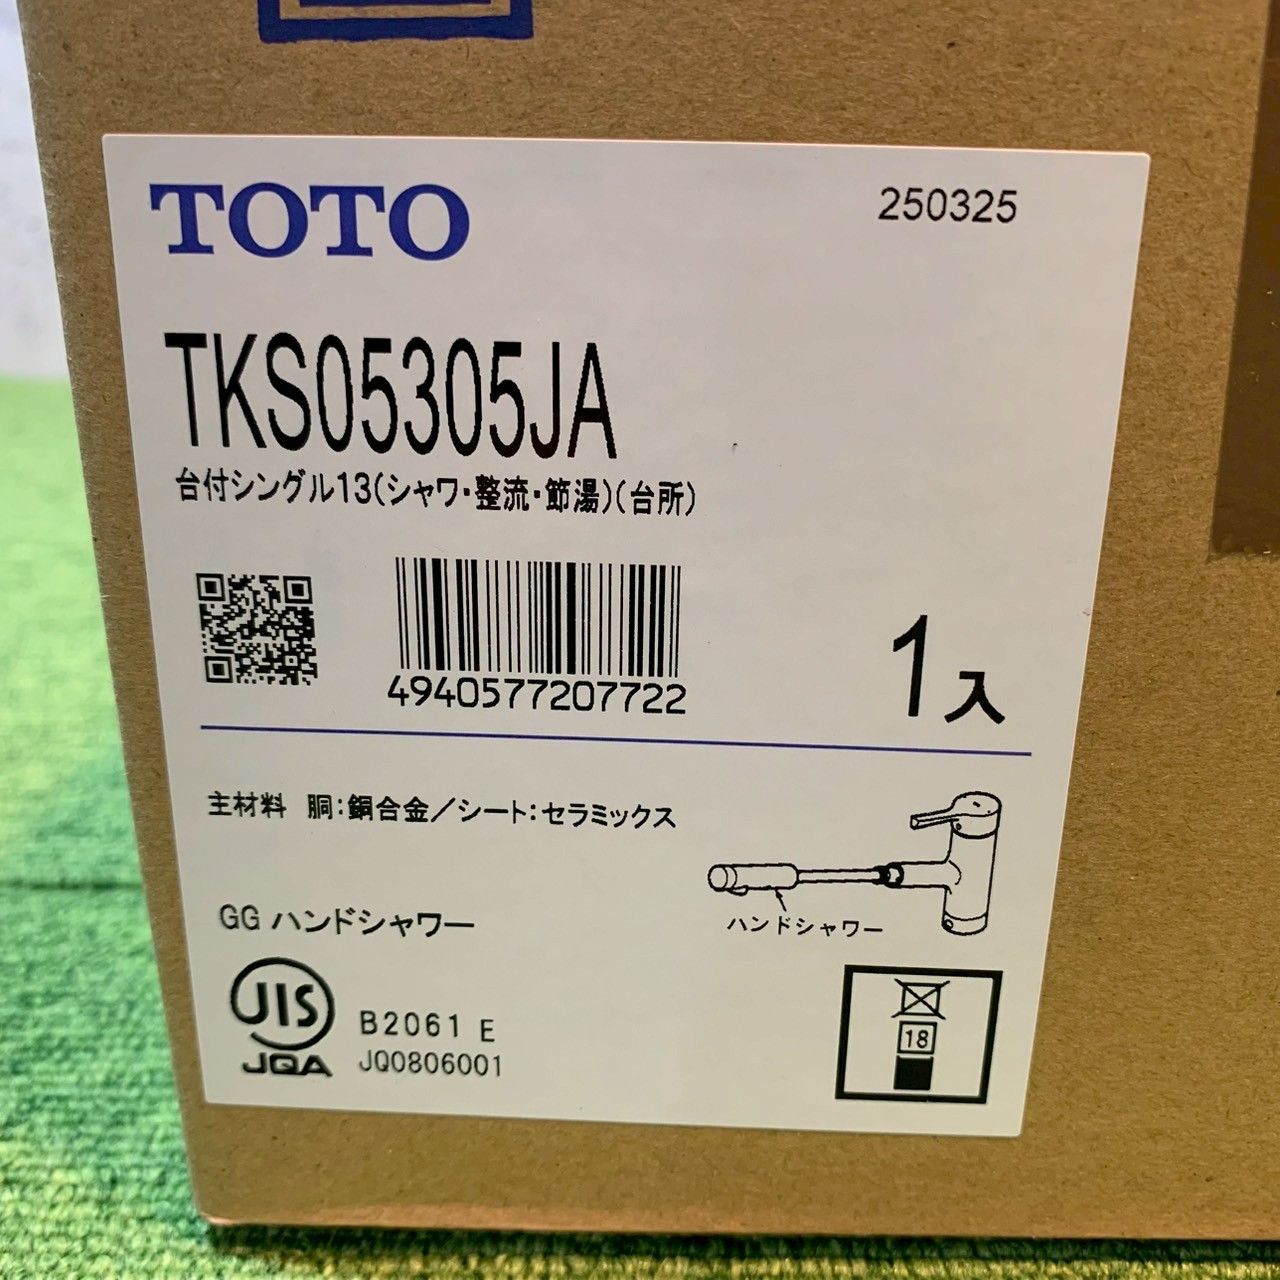 TOTO
250325
TKS05305JA
台付シングル13(シャワ・整流・節湯)(台所)
4940577207722
1入
主材料 胴:銅合金/シート:セラミックス
ハンドシャワー
GG ハンドシャワー
JIS
JQA
B2061 E
JQ0806001
18